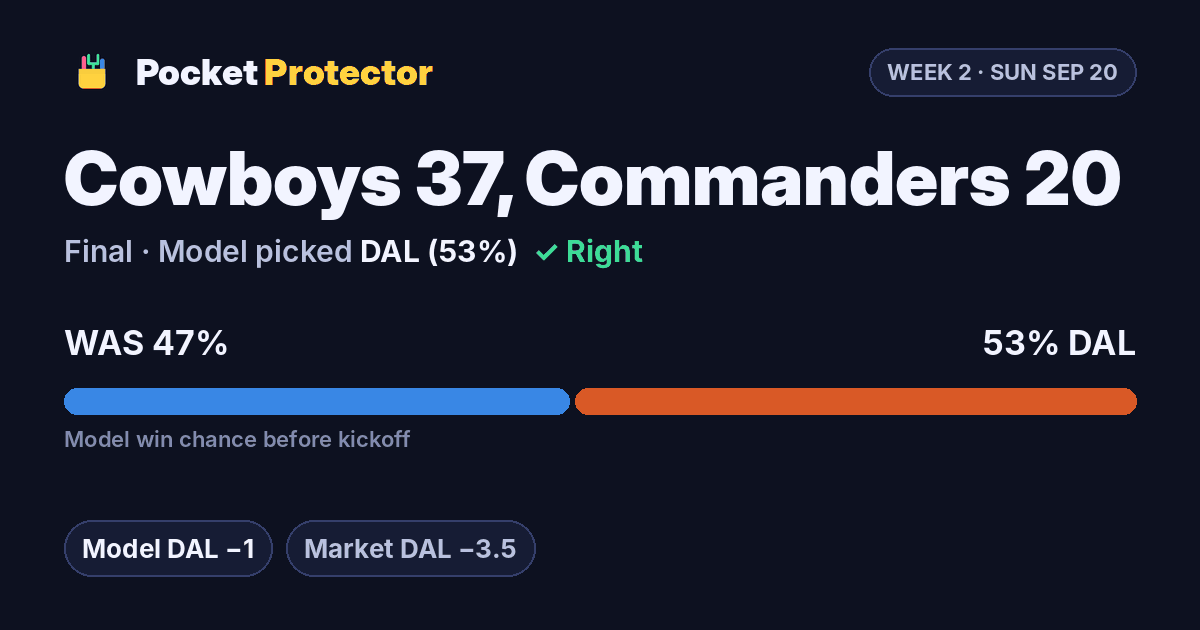 Pocket Protector
WEEK 2 · SUN SEP 20
Cowboys 37, Commanders 20
Final · Model picked DAL (53%) ✓ Right
WAS 47%
53% DAL
Model win chance before kickoff
Model DAL −1
Market DAL −3.5